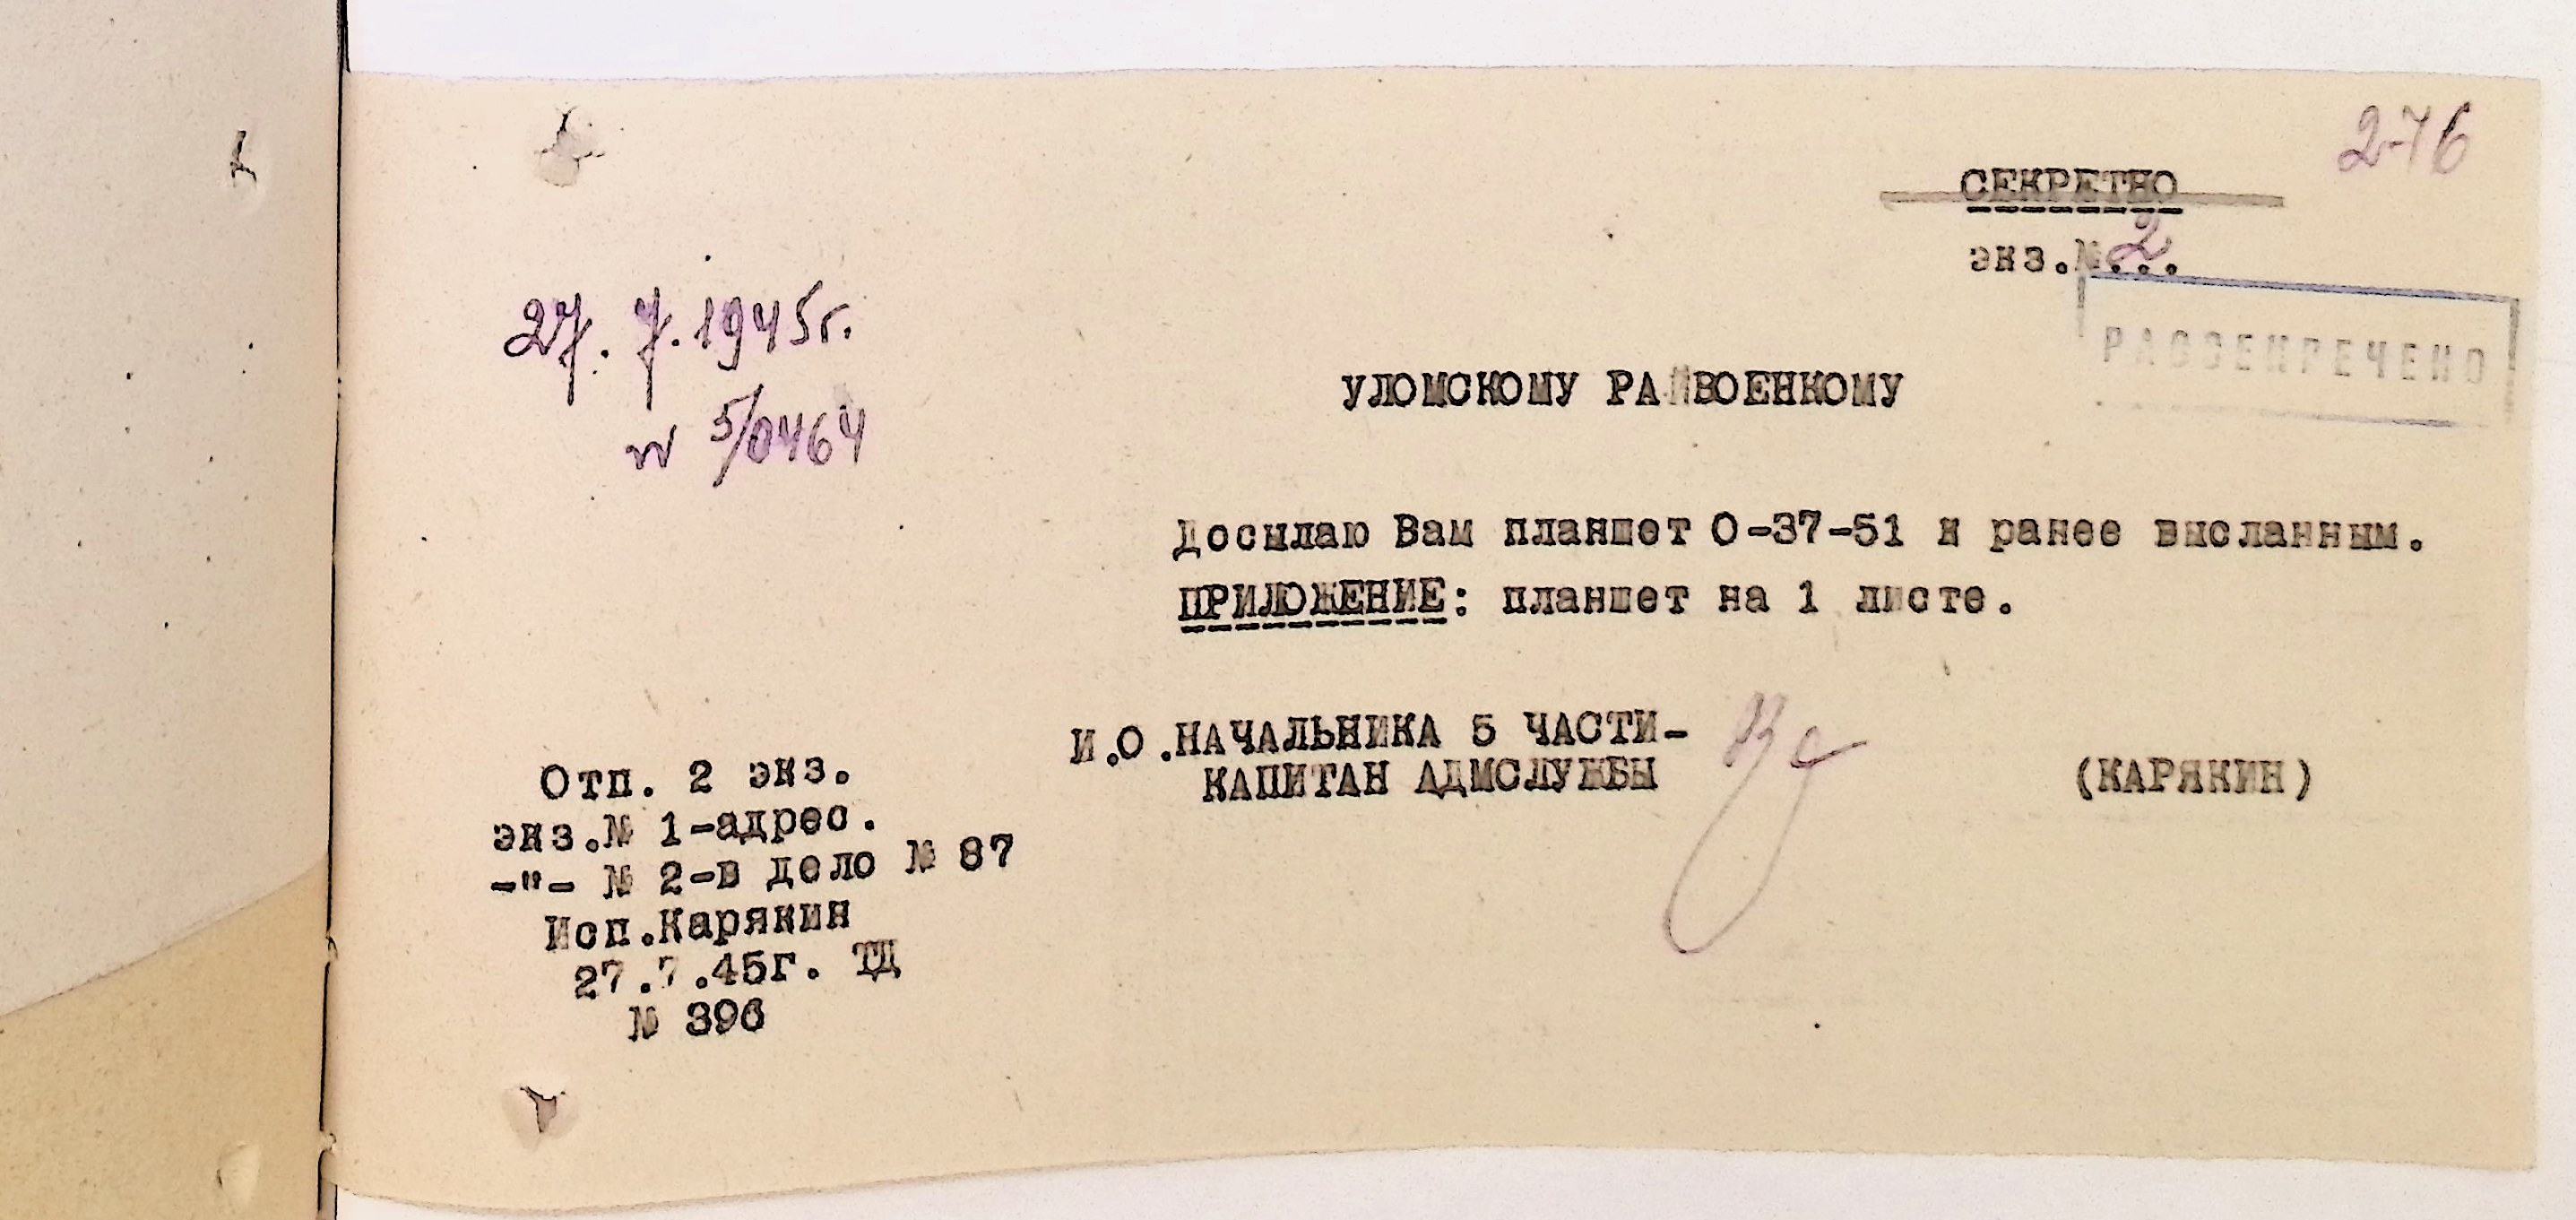 276
СЕКРЕТНО
экз.№ 2...
РАССЕКРЕЧЕНО
27. 7. 1945г.
№ 5/0464
УЛОМСКОМУ РАЙВОЕНКОМУ
Досылаю Вам планшет О-37-51 к ранее высланным.
ПРИЛОЖЕНИЕ: планшет на 1 листе.
И.О.НАЧАЛЬНИКА 5 ЧАСТИ-
КАПИТАН АДМСЛУЖБЫ
(КАРЯКИН)
Отп. 2 экз.
экз.№ 1-адрес.
-"- № 2-в дело № 87
Исп.Карякин
27.7.45г. ТД
№ 396